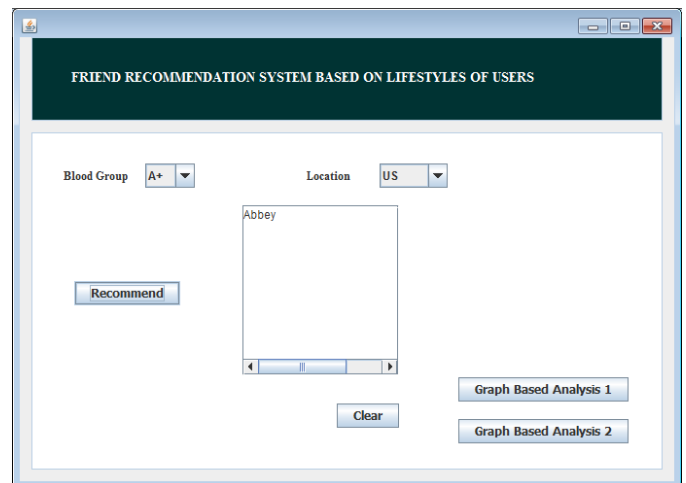 FRIEND RECOMMENDATION SYSTEM BASED ON LIFESTYLES OF USERS
Blood Group A+ Location US
Abbey
Recommend
Graph Based Analysis 1
Clear
Graph Based Analysis 2